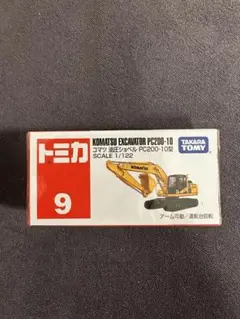 トミカ
9
KOMATSU EXCAVATOR PC200-10
コマツ 油圧ショベル PC200-10型
SCALE 1/122
TAKARA
TOMY
アーム可動/運転台回転